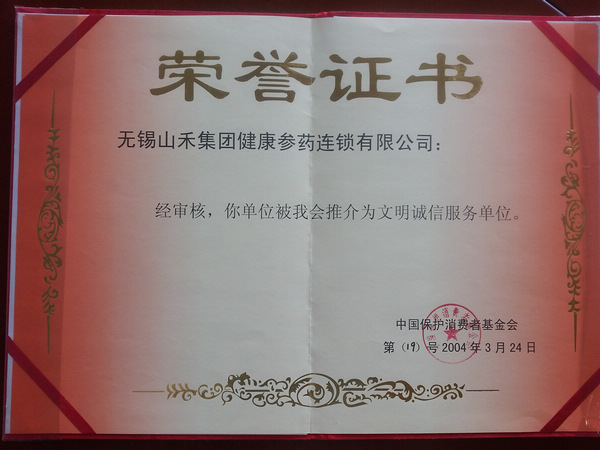 荣誉证书
无锡山禾集团健康参药连锁有限公司：
经审核，你单位被我会推介为文明诚信服务单位。
中国保护消费者基金会
第（19）号2004年3月24日